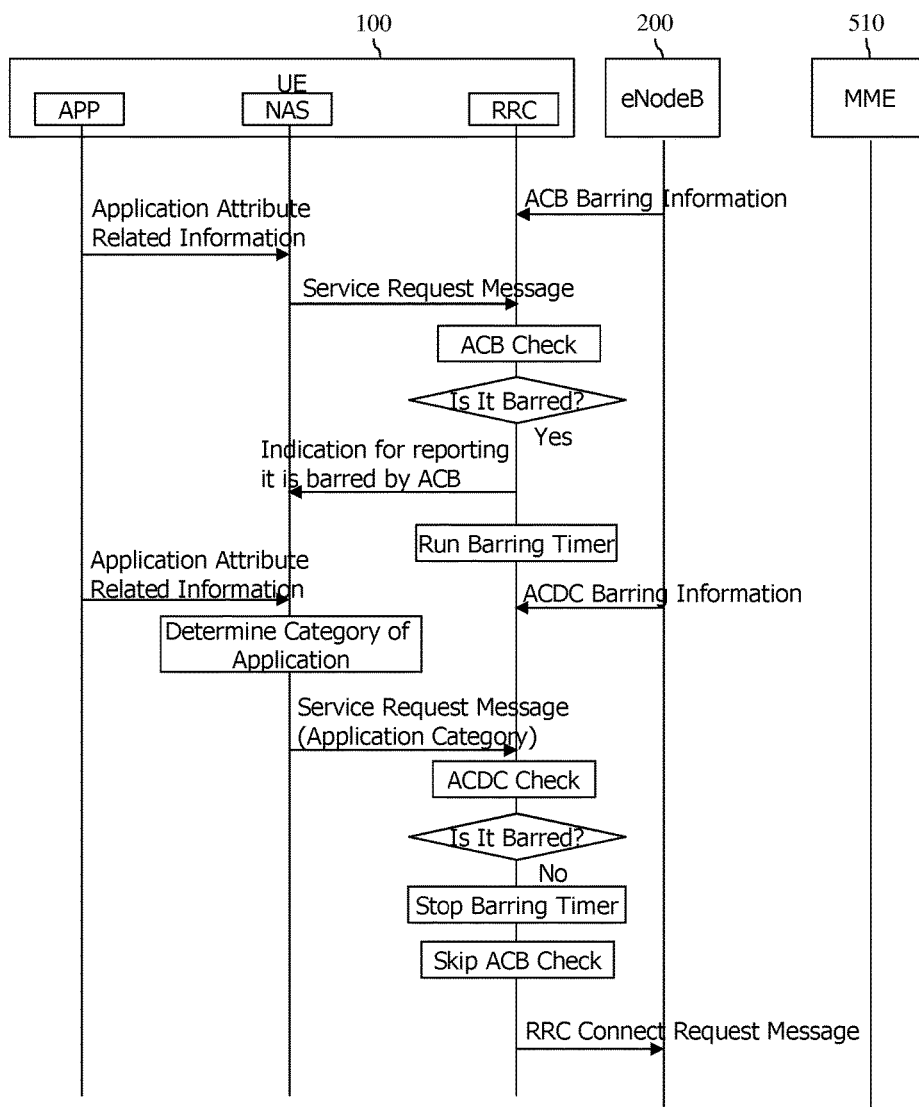 100
200
510
UE
APP
NAS
RRC
eNodeB
MME
ACB Barring Information
Application Attribute
Related Information
Service Request Message
ACB Check
Is It Barred?
Yes
Indication for reporting
it is barred by ACB
Run Barring Timer
Application Attribute
Related Information
ACDC Barring Information
Determine Category of
Application
Service Request Message
(Application Category)
ACDC Check
Is It Barred?
No
Stop Barring Timer
Skip ACB Check
RRC Connect Request Message